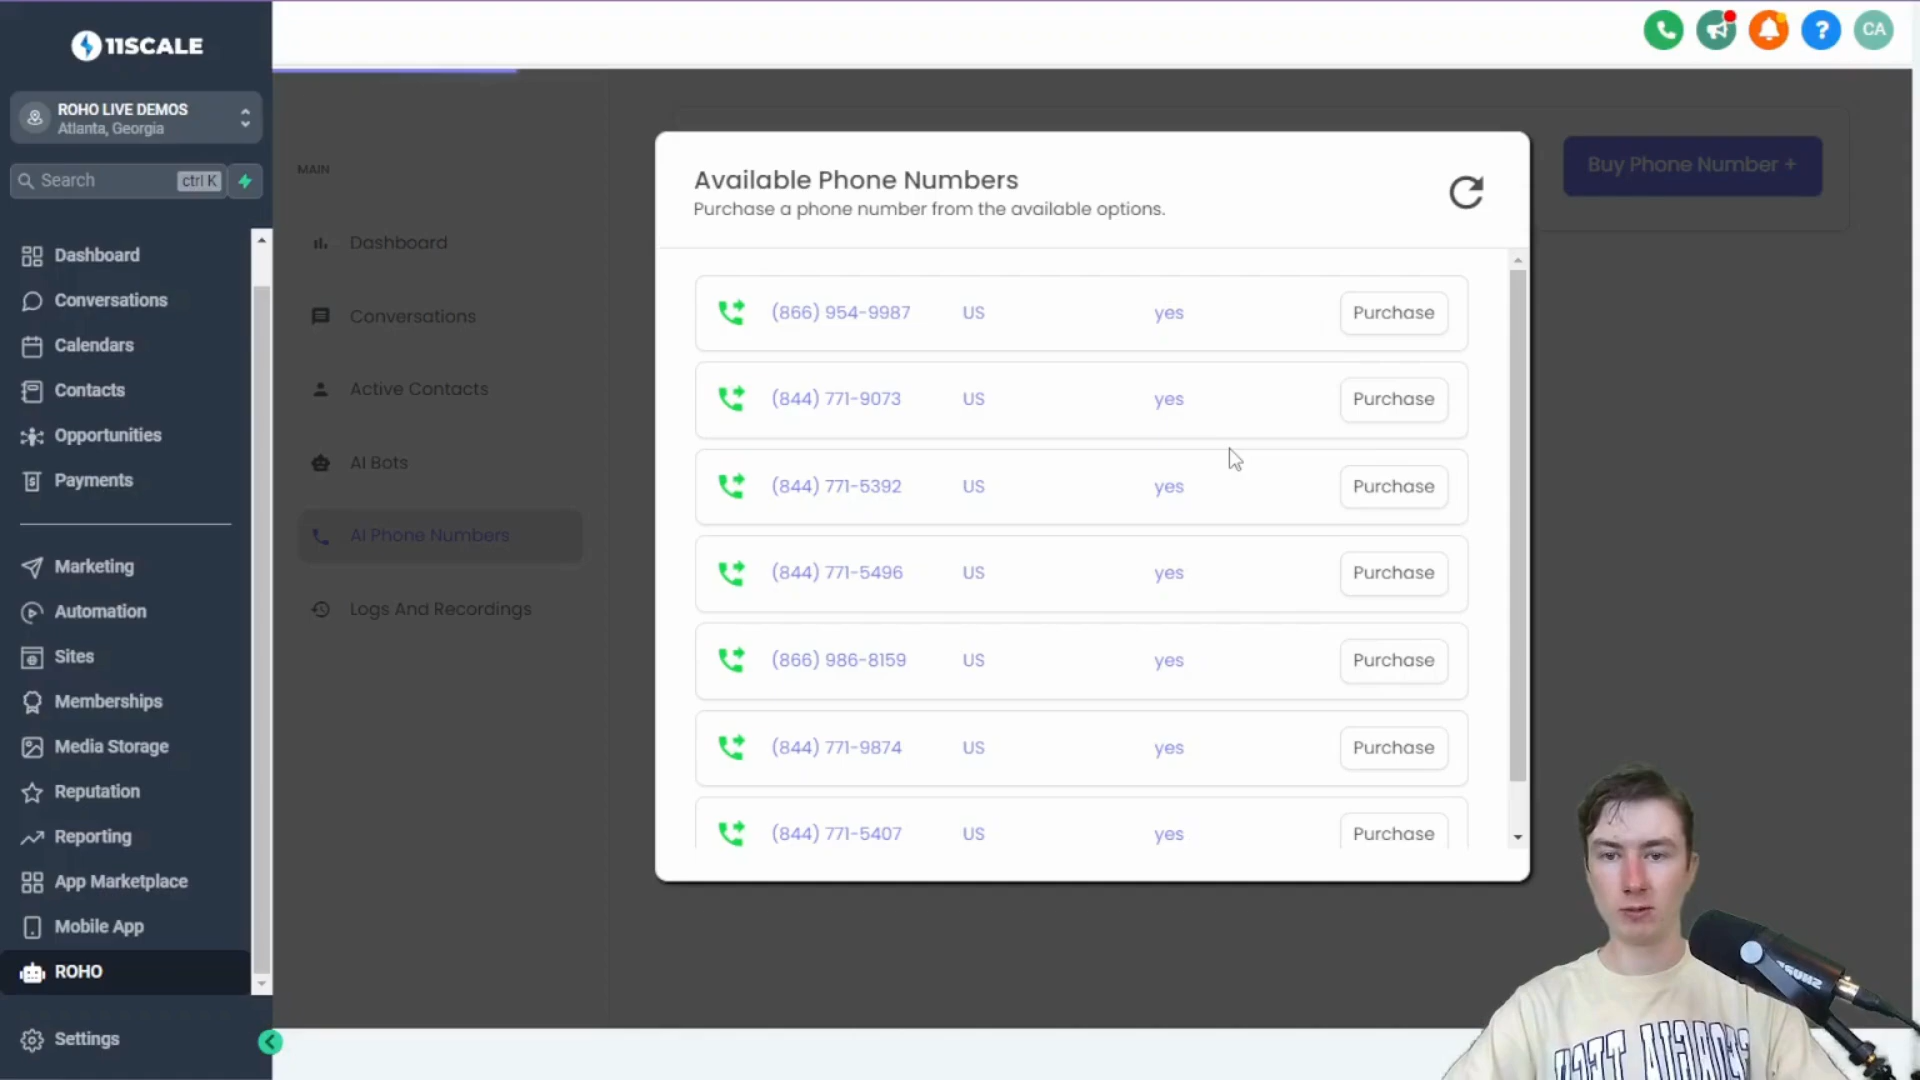 11SCALE
ROHO LIVE DEMOS
Atlanta, Georgia
Search
ctrl K
Dashboard
Conversations
Calendars
Contacts
Opportunities
Payments
Marketing
Automation
Sites
Memberships
Media Storage
Reputation
Reporting
App Marketplace
Mobile App
ROHO
Settings
MAIN
Dashboard
Conversations
Active Contacts
AI Bots
AI Phone Numbers
Logs And Recordings
?
CA
Buy Phone Number +
Available Phone Numbers
Purchase a phone number from the available options.
(866) 954-9987 US yes Purchase
(844) 771-9073 US yes Purchase
(844) 771-5392 US yes Purchase
(844) 771-5496 US yes Purchase
(866) 986-8159 US yes Purchase
(844) 771-9874 US yes Purchase
(844) 771-5407 US yes Purchase